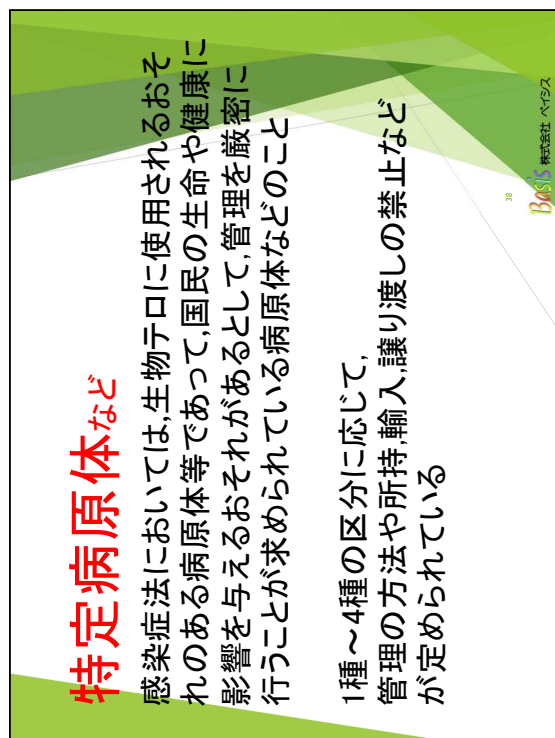 特定病原体など
感染症法においては,生物テロに使用されるおそ
れのある病原体等であって,国民の生命や健康に
影響を与えるおそれがあるとして,管理を厳密に
行うことが求められている病原体などのこと
1種～4種の区分に応じて,
管理の方法や所持,輸入,譲り渡しの禁止など
が定められている
38
Basis 株式会社 ベイシス